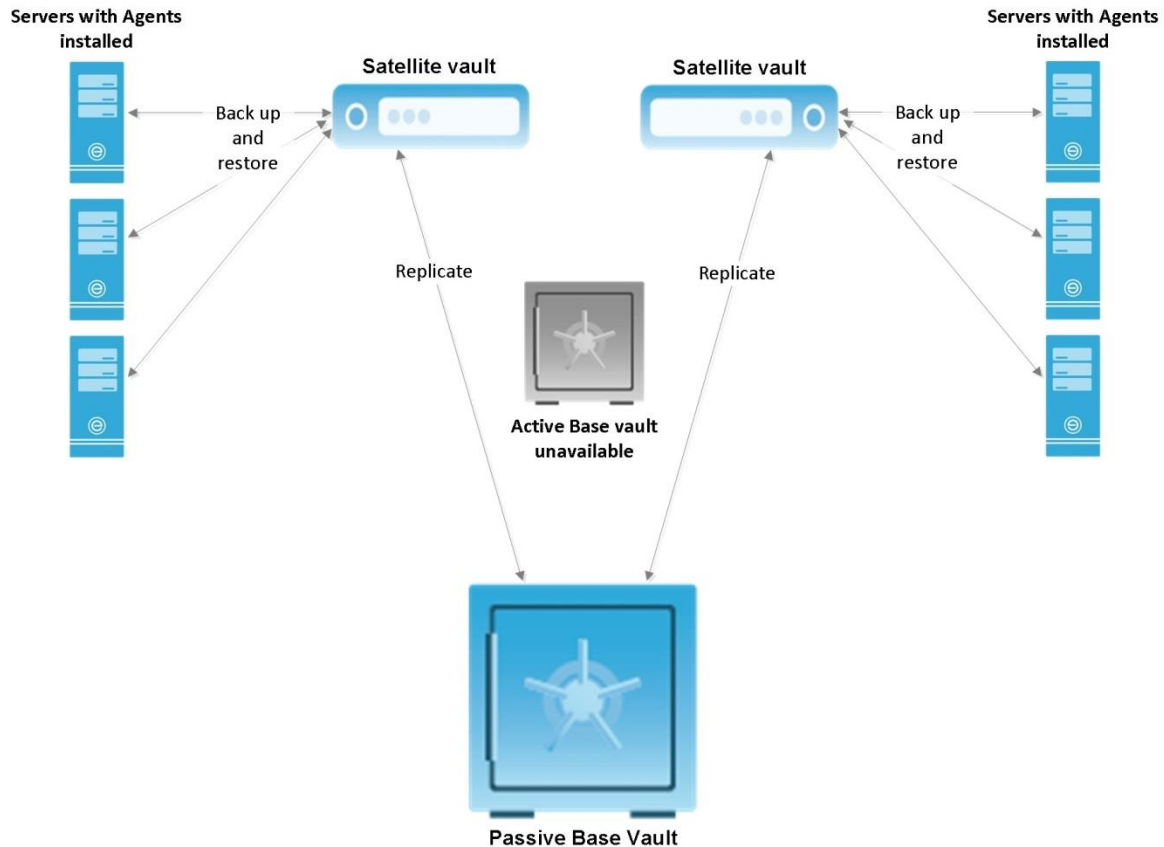 Servers with Agents
installed
Servers with Agents
installed
Satellite vault
Satellite vault
Back up
and
restore
Back up
and
restore
Replicate
Replicate
Active Base vault
unavailable
Passive Base Vault